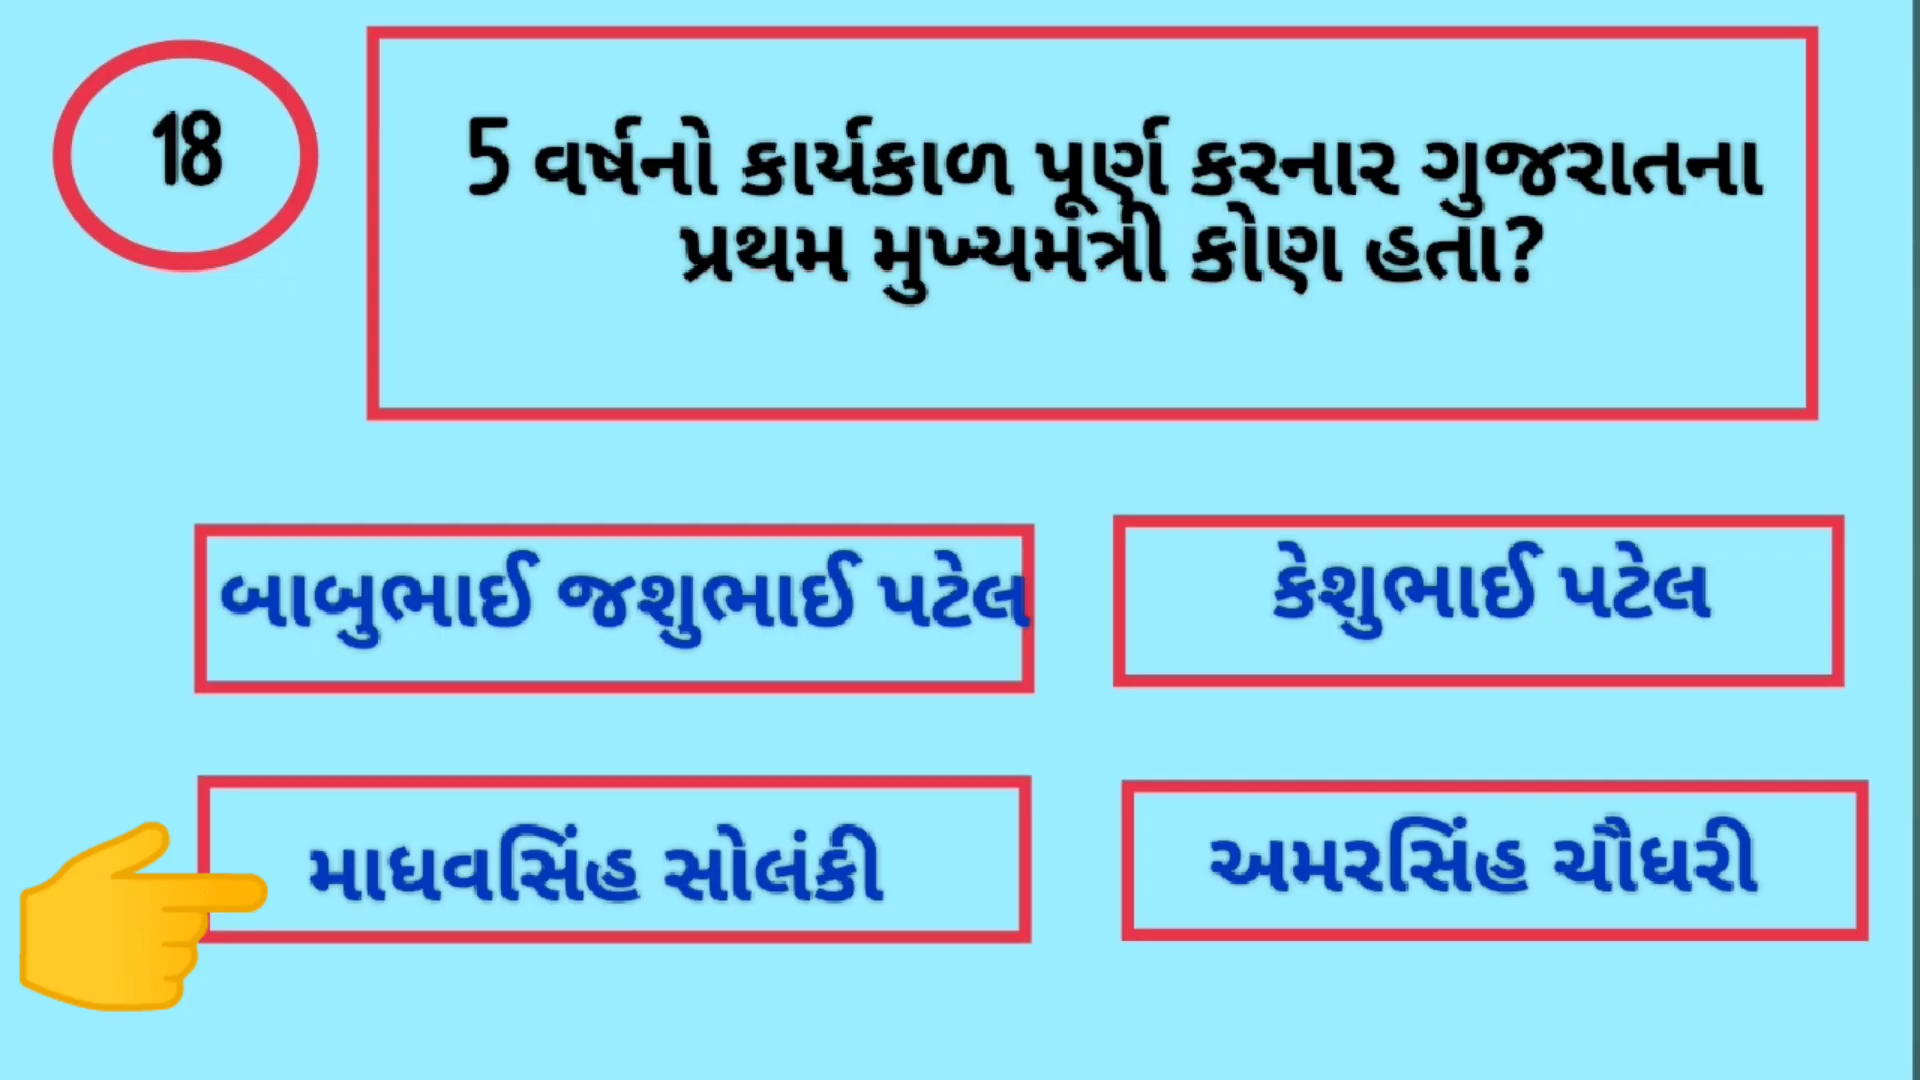 18
5 વર્ષનો કાર્યકાળ પૂર્ણ કરનાર ગુજરાતના
પ્રથમ મુખ્યમંત્રી કોણ હતા?
બાબુભાઈ જશુભાઈ પટેલ
કેશુભાઈ પટેલ
માધવસિંહ સોલંકી
અમરસિંહ ચૌધરી